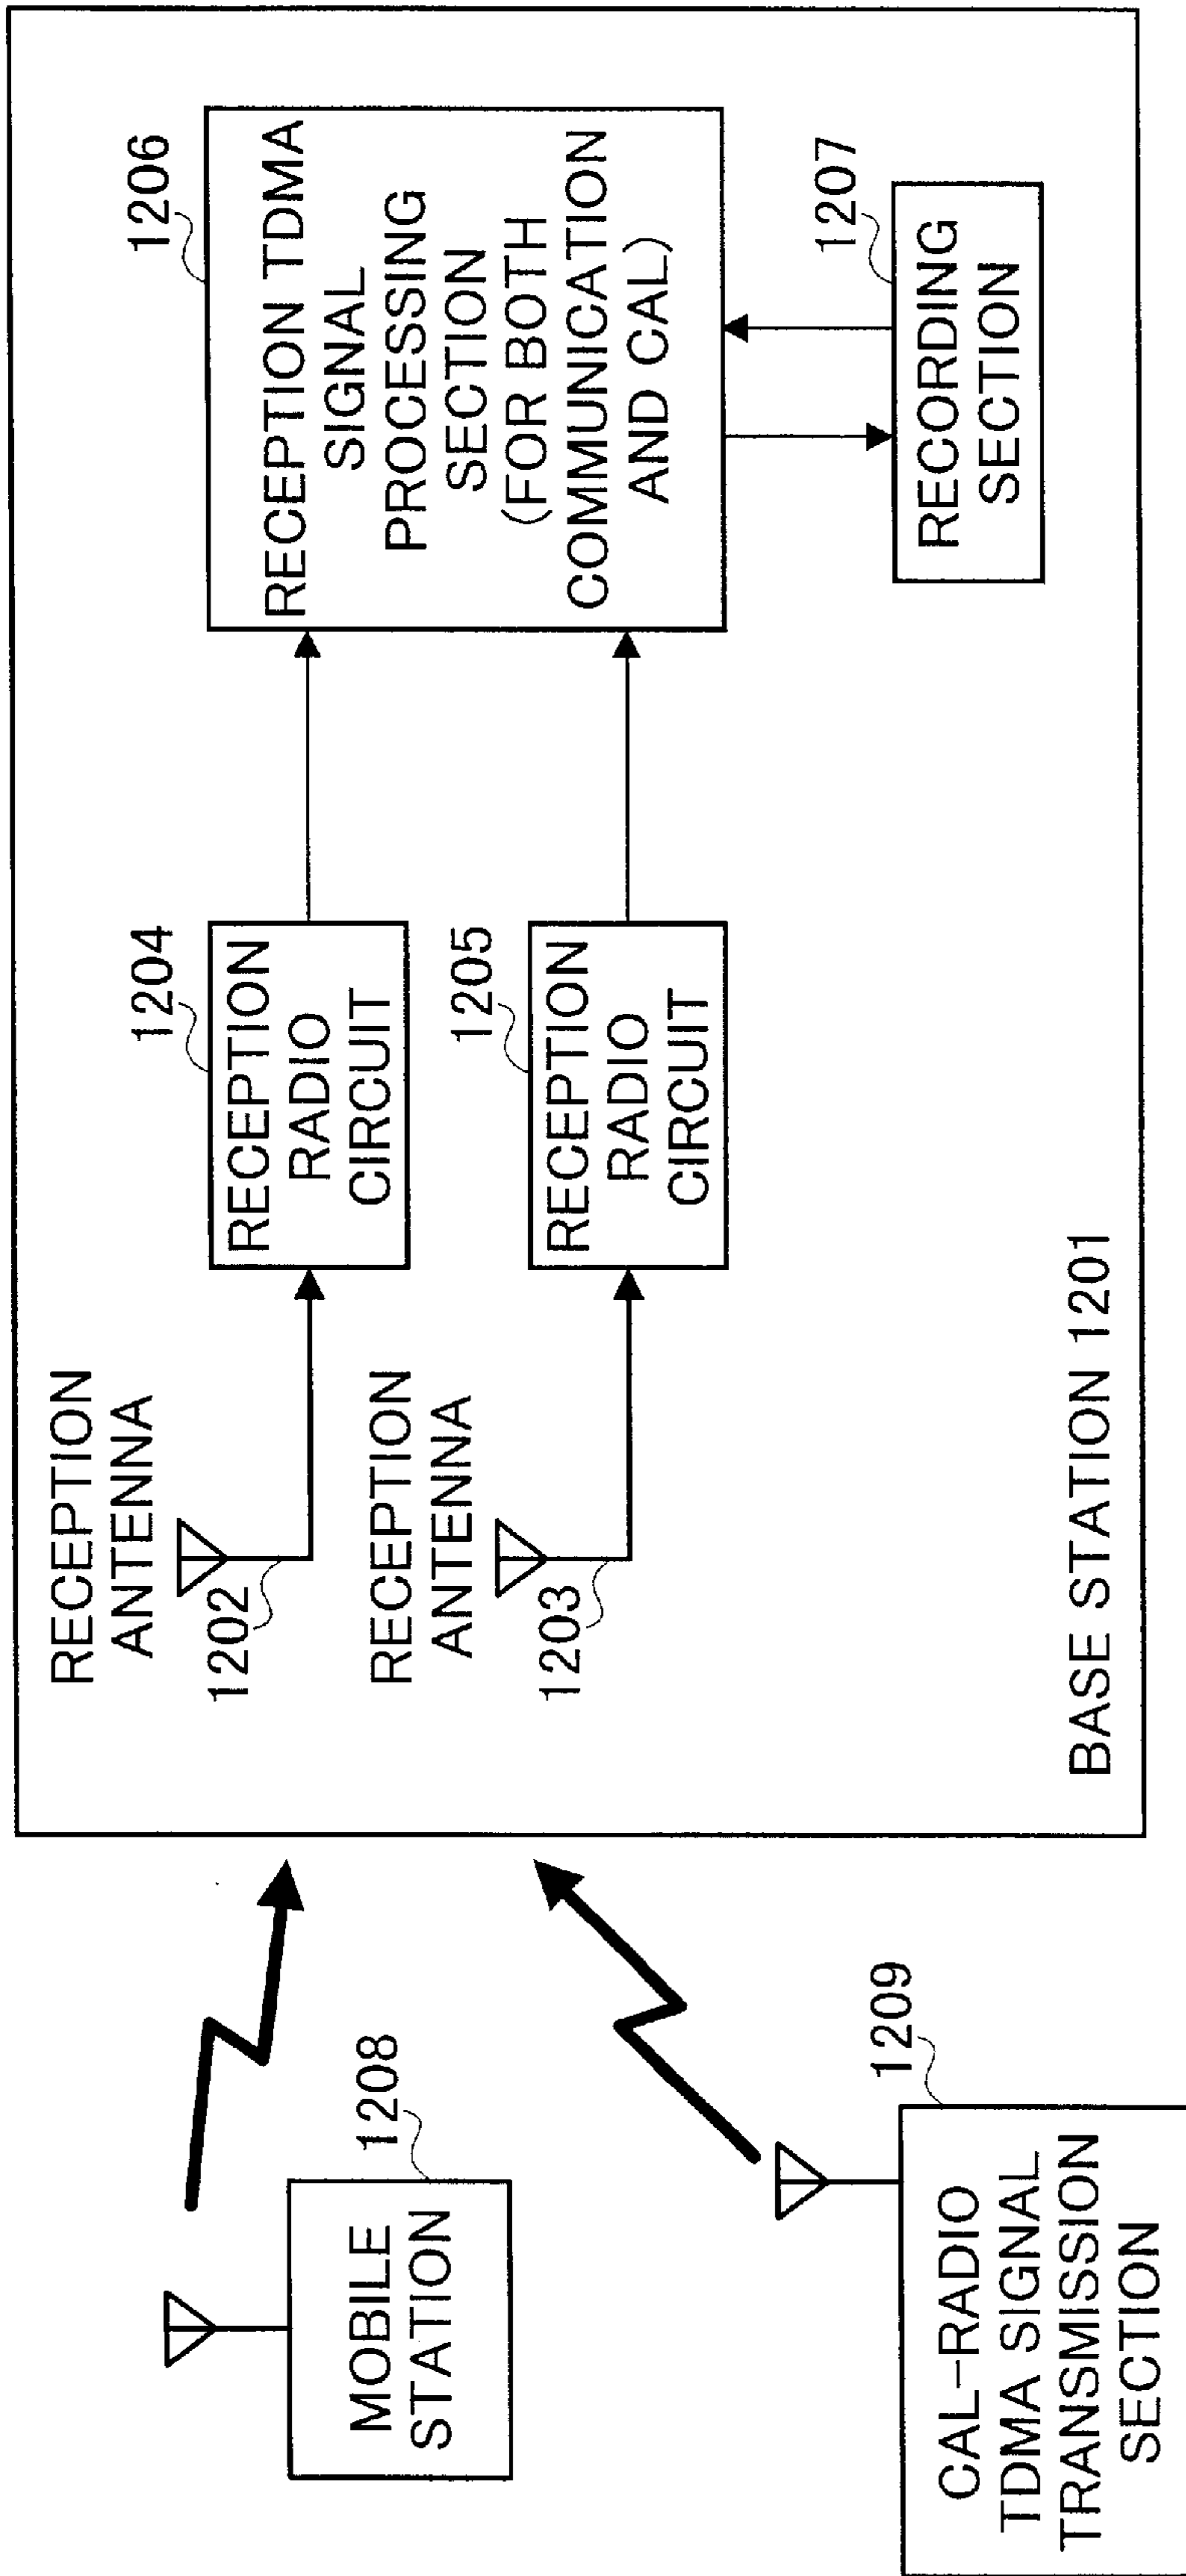 RECEPTION
ANTENNA
1202
1204
RECEPTION
RADIO
CIRCUIT
1206
RECEPTION TDMA
SIGNAL
PROCESSING
SECTION
(FOR BOTH
COMMUNICATION
AND CAL)
RECEPTION
ANTENNA
1203
1205
RECEPTION
RADIO
CIRCUIT
1207
RECORDING
SECTION
BASE STATION 1201
1208
MOBILE
STATION
1209
CAL-RADIO
TDMA SIGNAL
TRANSMISSION
SECTION